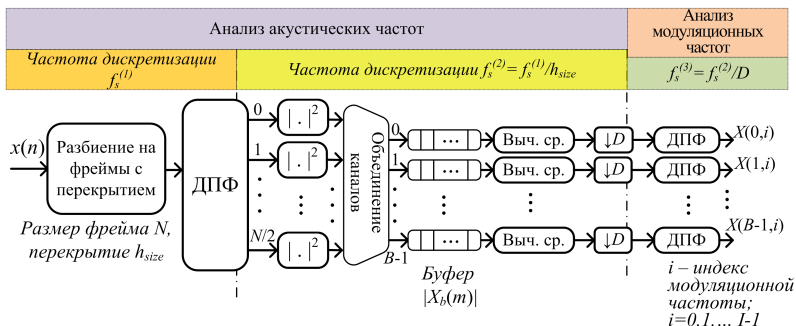 Анализ акустических частот
Анализ
модуляционных
частот
Частота дискретизации
fs(1)
Частота дискретизации fs(2)= fs(1)/hsize
fs(3)= fs(2)/D
x(n)
Разбиение на
фреймы с
перекрытием
Размер фрейма N,
перекрытие hsize
ДПФ
0
| . |2
1
| . |2
N/2
| . |2
Объединение
каналов
0
...
Выч. ср.
↓D
ДПФ
X(0,i)
1
...
Выч. ср.
↓D
ДПФ
X(1,i)
B-1
...
Выч. ср.
↓D
ДПФ
X(B-1,i)
Буфер
|Xb(m)|
i – индекс
модуляционной
частоты;
i=0,1,... I-1